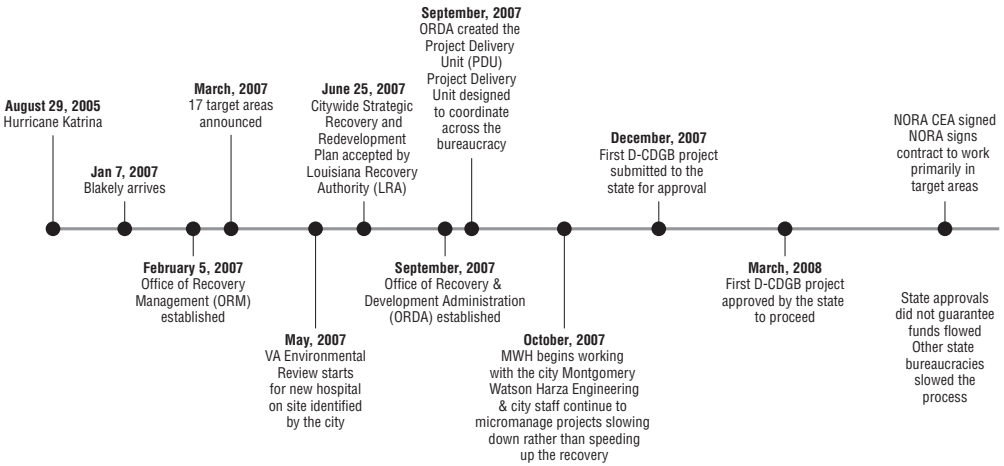 August 29, 2005
Hurricane Katrina
Jan 7, 2007
Blakely arrives
February 5, 2007
Office of Recovery
Management (ORM)
established
March, 2007
17 target areas
announced
May, 2007
VA Environmental
Review starts
for new hospital
on site identified
by the city
June 25, 2007
Citywide Strategic
Recovery and
Redevelopment
Plan accepted by
Louisiana Recovery
Authority (LRA)
September, 2007
Office of Recovery &
Development Administration
(ORDA) established
September, 2007
ORDA created the
Project Delivery
Unit (PDU)
Project Delivery
Unit designed
to coordinate
across the
bureaucracy
October, 2007
MWH begins working
with the city Montgomery
Watson Harza Engineering
& city staff continue to
micromanage projects slowing
down rather than speeding
up the recovery
December, 2007
First D-CDGB project
submitted to the
state for approval
March, 2008
First D-CDGB project
approved by the state
to proceed
NORA CEA signed
NORA signs
contract to work
primarily in
target areas
State approvals
did not guarantee
funds flowed
Other state
bureaucracies
slowed the
process